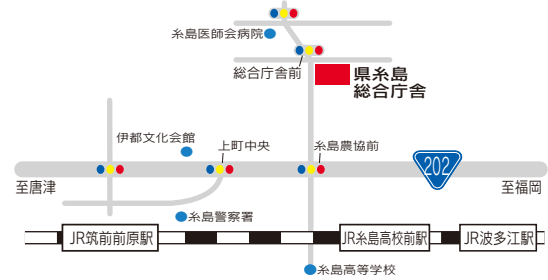 糸島医師会病院
総合庁舎前
県糸島
総合庁舎
伊都文化会館
上町中央
糸島農協前
202
至唐津
至福岡
糸島警察署
JR筑前前原駅
JR糸島高校前駅
JR波多江駅
糸島高等学校